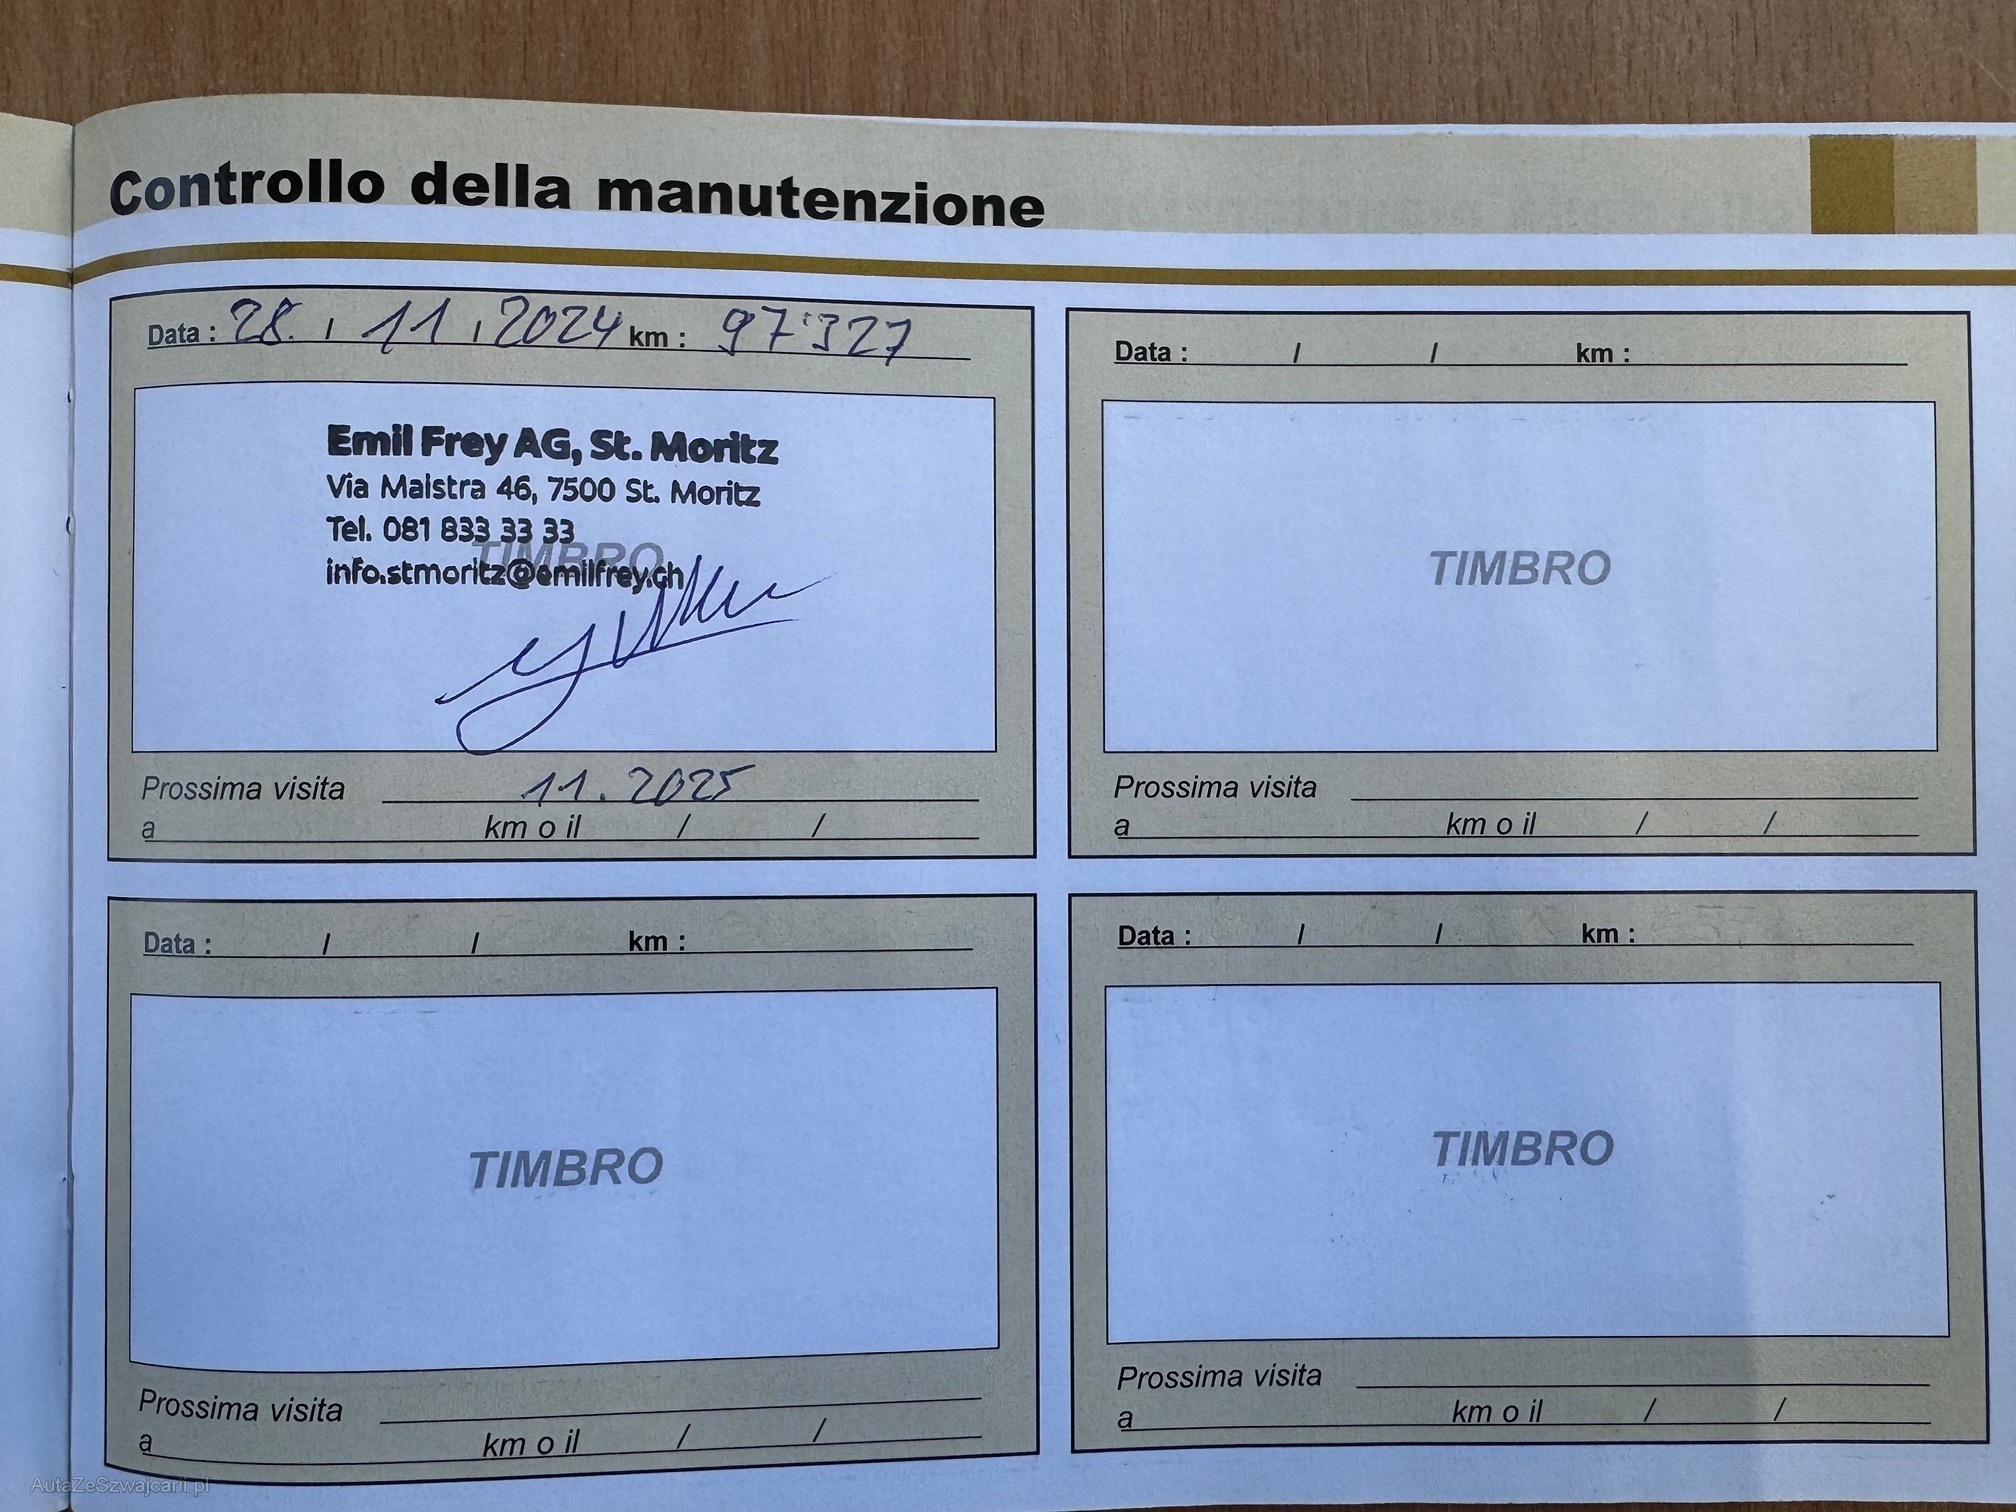 Controllo della manutenzione
Data : 28. / 11 / 2024 km : 97'327
Emil Frey AG, St. Moritz
Via Maistra 46, 7500 St. Moritz
Tel. 081 833 33 33
TIMBRO
info.stmoritz@emilfrey.ch
Prossima visita 11.2025
a km o il / /
Data : / / km :
TIMBRO
Prossima visita
a km o il / /
Data : / / km :
TIMBRO
Prossima visita
a km o il / /
Data : / / km :
TIMBRO
Prossima visita
a km o il / /
AutaZeSzwajcarii.pl